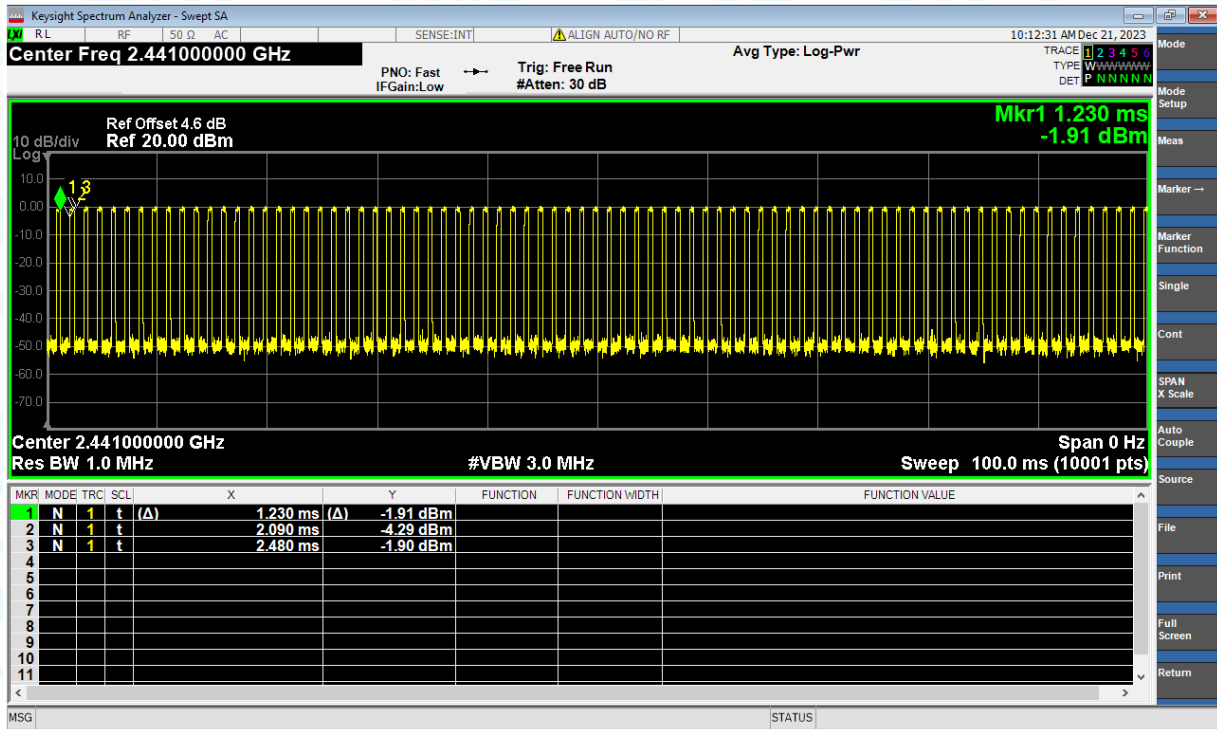 Keysight Spectrum Analyzer - Swept SA
LXI RL RF 50 Ω AC SENSE:INT ALIGN AUTO/NO RF 10:12:31 AM Dec 21, 2023
Center Freq 2.441000000 GHz
PNO: Fast
IFGain:Low
Trig: Free Run
#Atten: 30 dB
Avg Type: Log-Pwr
TRACE 1 2 3 4 5 6
TYPE WWWWWW
DET P N N N N N
Mkr1 1.230 ms
-1.91 dBm
Ref Offset 4.6 dB
10 dB/div Ref 20.00 dBm
Log
10.0
0.00
-10.0
-20.0
-30.0
-40.0
-50.0
-60.0
-70.0
1
2
3
Center 2.441000000 GHz Span 0 Hz
Res BW 1.0 MHz #VBW 3.0 MHz Sweep 100.0 ms (10001 pts)
MKR MODE TRC SCL X Y FUNCTION FUNCTION WIDTH FUNCTION VALUE
1 N 1 t (Δ) 1.230 ms (Δ) -1.91 dBm
2 N 1 t 2.090 ms -4.29 dBm
3 N 1 t 2.480 ms -1.90 dBm
4
5
6
7
8
9
10
11
MSG STATUS
Mode
Mode
Setup
Meas
Marker →
Marker
Function
Single
Cont
SPAN
X Scale
Auto
Couple
Source
File
Print
Full
Screen
Return